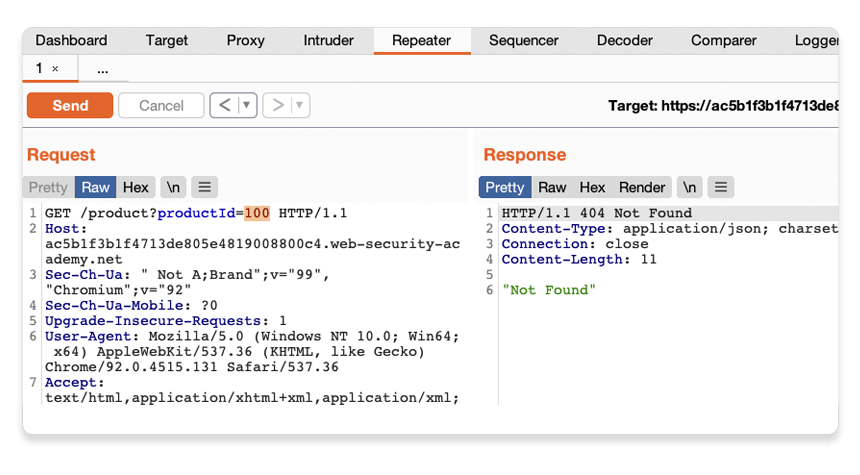 Dashboard Target Proxy Intruder Repeater Sequencer Decoder Comparer Logger
1 × ...
Send Cancel < ▼ > ▼ Target: https://ac5b1f3b1f4713de8
Request
Pretty Raw Hex \n ≡
1 GET /product?productId=100 HTTP/1.1
2 Host:
ac5b1f3b1f4713de805e4819008800c4.web-security-ac
ademy.net
3 Sec-Ch-Ua: " Not A;Brand";v="99",
"Chromium";v="92"
4 Sec-Ch-Ua-Mobile: ?0
5 Upgrade-Insecure-Requests: 1
6 User-Agent: Mozilla/5.0 (Windows NT 10.0; Win64;
x64) AppleWebKit/537.36 (KHTML, like Gecko)
Chrome/92.0.4515.131 Safari/537.36
7 Accept:
text/html,application/xhtml+xml,application/xml;
Response
Pretty Raw Hex Render \n ≡
1 HTTP/1.1 404 Not Found
2 Content-Type: application/json; charset
3 Connection: close
4 Content-Length: 11
5
6 "Not Found"